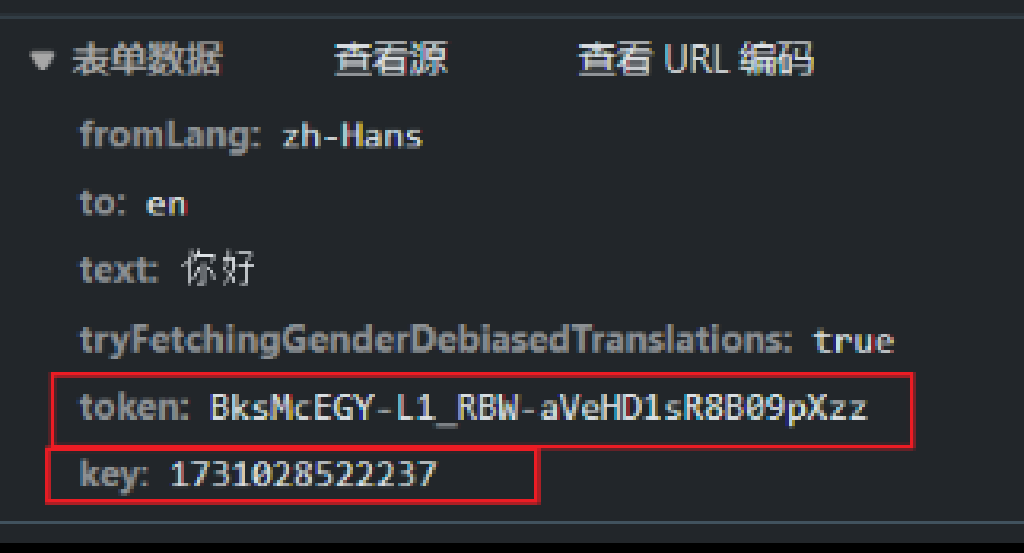 表单数据 查看源 查看 URL 编码
fromLang: zh-Hans
to: en
text: 你好
tryFetchingGenderDebiasedTranslations: true
token: BksMcEGY-L1_RBW-aVeHD1sR8B09pXzz
key: 1731028522237